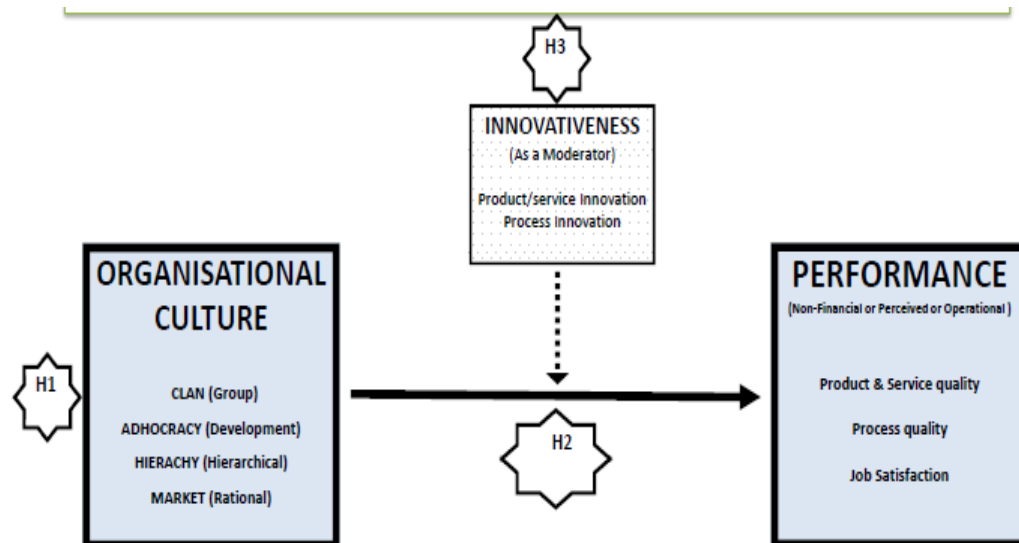 H3
INNOVATIVENESS
(As a Moderator)
Product/service Innovation
Process Innovation
ORGANISATIONAL
CULTURE
CLAN (Group)
ADHOCRACY (Development)
HIERACHY (Hierarchical)
MARKET (Rational)
H1
H2
PERFORMANCE
(Non-Financial or Perceived or Operational )
Product & Service quality
Process quality
Job Satisfaction